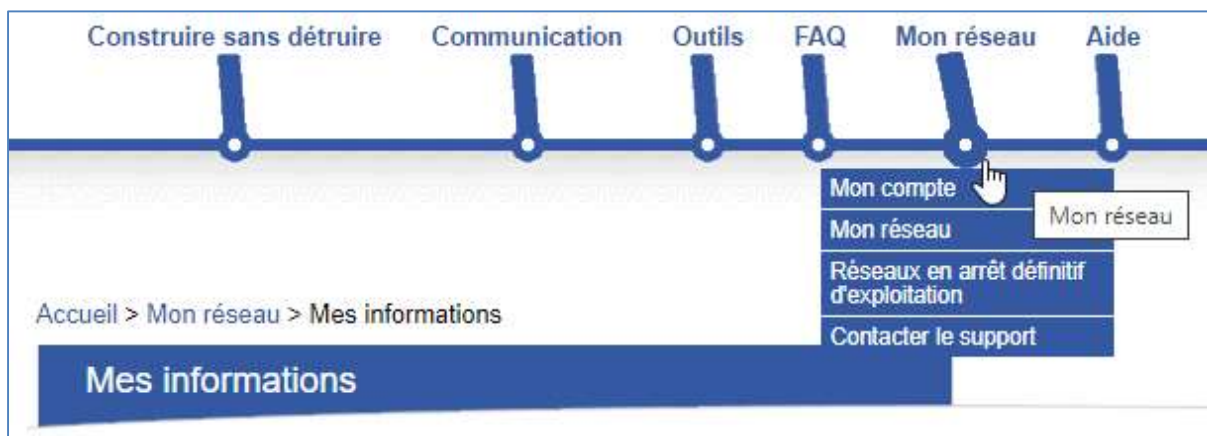 Construire sans détruire Communication Outils FAQ Mon réseau Aide
Mon compte
Mon réseau
Mon réseau
Réseaux en arrêt définitif
d'exploitation
Contacter le support
Accueil > Mon réseau > Mes informations
Mes informations